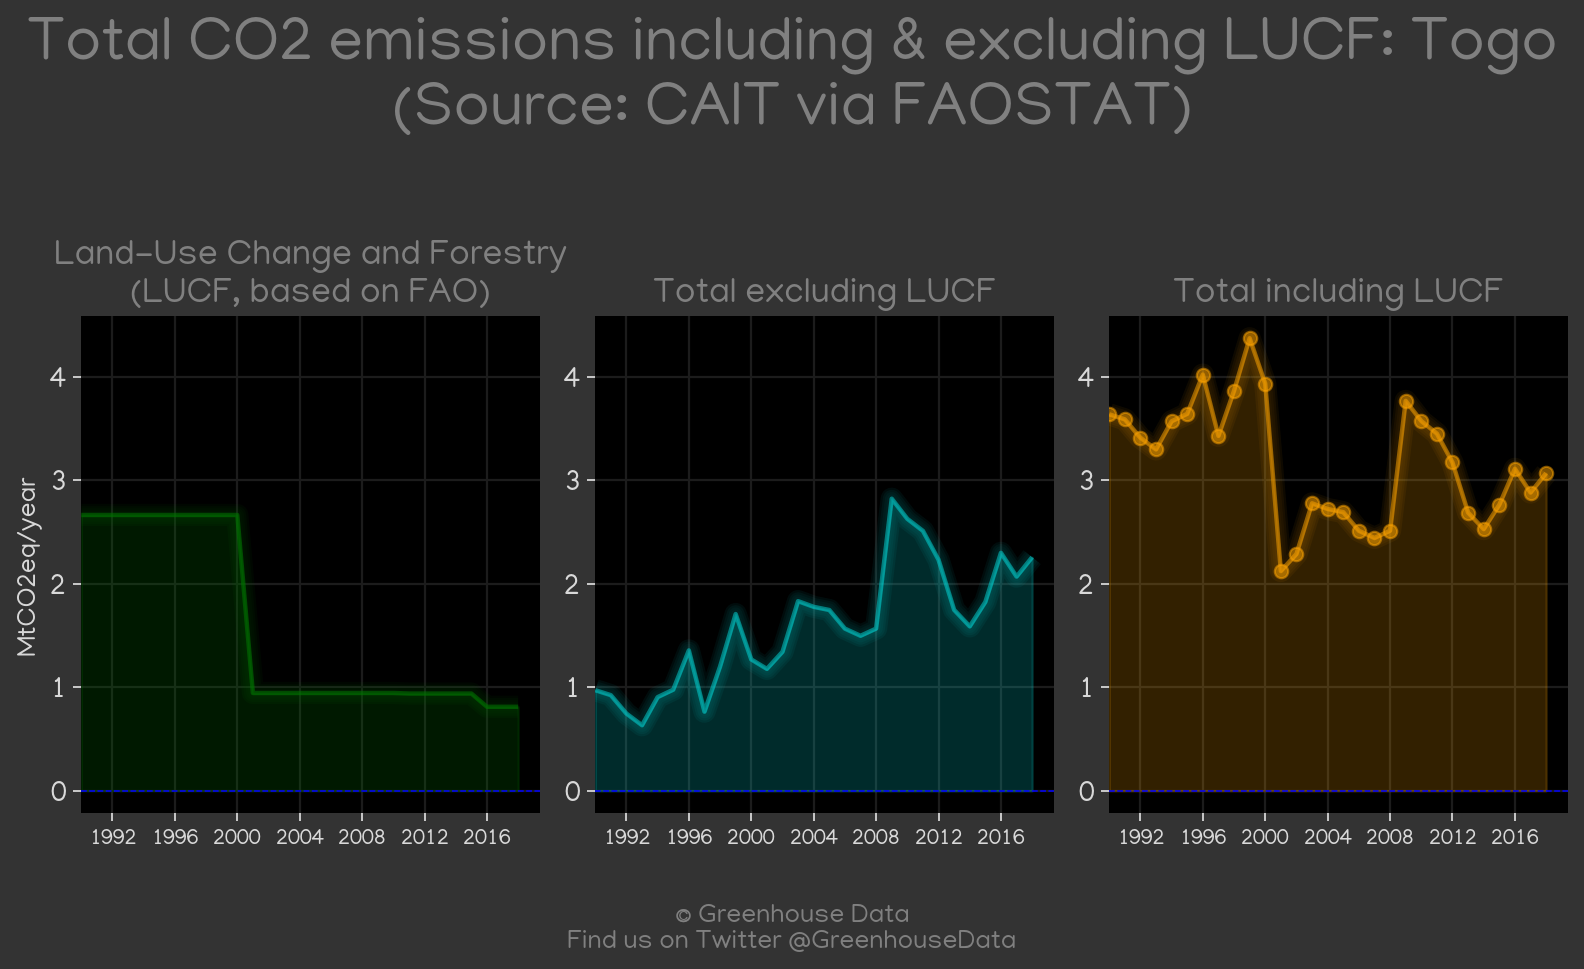 Total CO2 emissions including & excluding LUCF: Togo
(Source: CAIT via FAOSTAT)
Land-Use Change and Forestry
(LUCF, based on FAO)
Total excluding LUCF
Total including LUCF
MtCO2eq/year
4
3
2
1
0
1992 1996 2000 2004 2008 2012 2016
4
3
2
1
0
1992 1996 2000 2004 2008 2012 2016
4
3
2
1
0
1992 1996 2000 2004 2008 2012 2016
© Greenhouse Data
Find us on Twitter @GreenhouseData